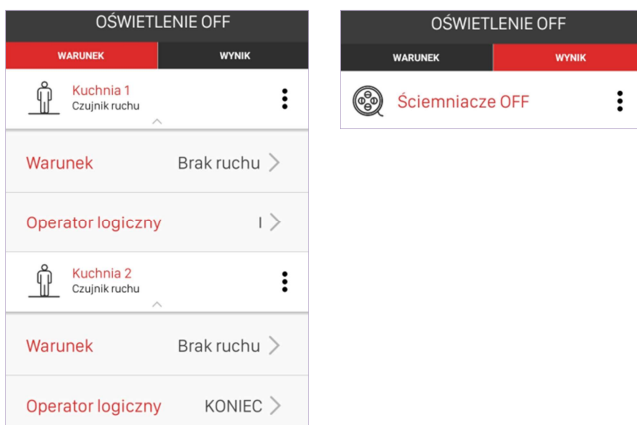 OŚWIETLENIE OFF
WARUNEK WYNIK
Kuchnia 1
Czujnik ruchu
Warunek Brak ruchu
Operator logiczny I
Kuchnia 2
Czujnik ruchu
Warunek Brak ruchu
Operator logiczny KONIEC
OŚWIETLENIE OFF
WARUNEK WYNIK
Ściemniacze OFF